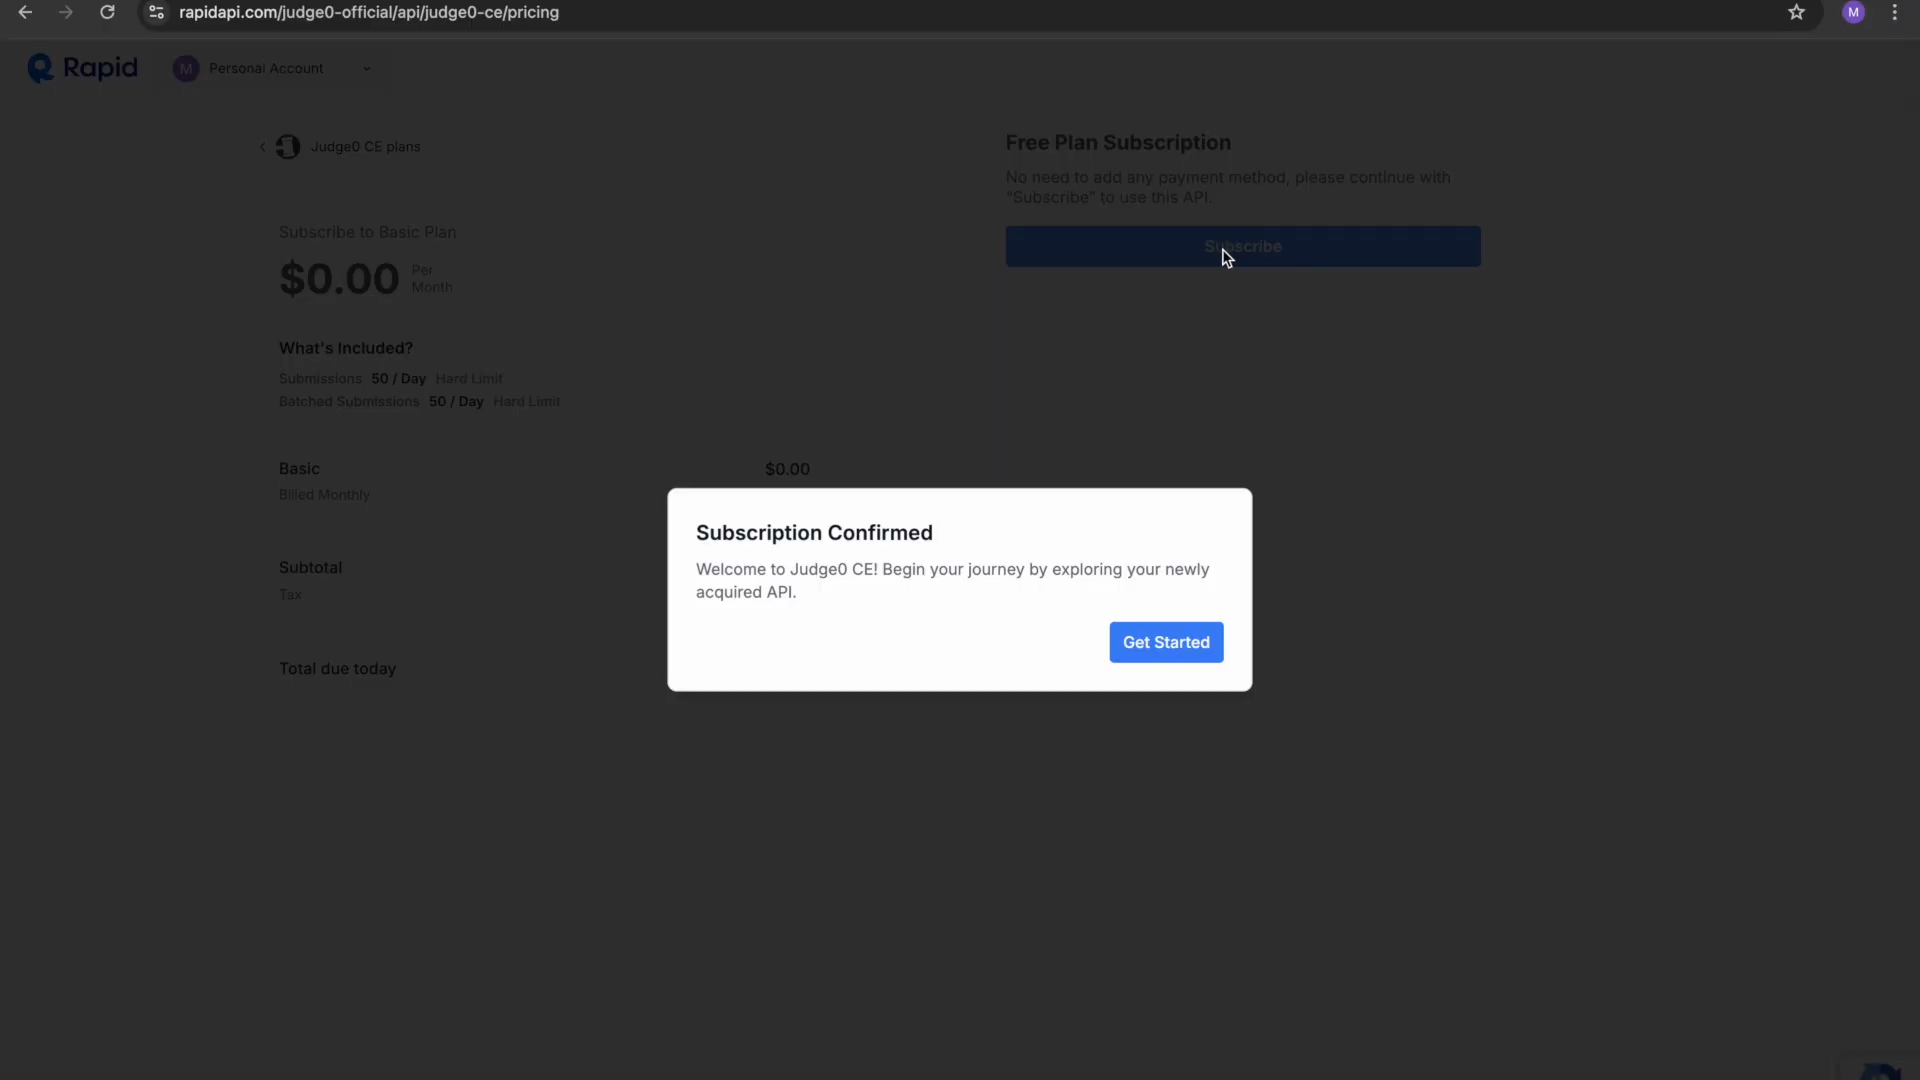 rapidapi.com/judge0-official/api/judge0-ce/pricing
M
Rapid
M Personal Account
Judge0 CE plans
Subscribe to Basic Plan
$0.00 Per Month
What's Included?
Submissions 50 / Day Hard Limit
Batched Submissions 50 / Day Hard Limit
Basic $0.00
Billed Monthly
Subtotal
Tax
Total due today
Free Plan Subscription
No need to add any payment method, please continue with
"Subscribe" to use this API.
Subscribe
Subscription Confirmed
Welcome to Judge0 CE! Begin your journey by exploring your newly
acquired API.
Get Started